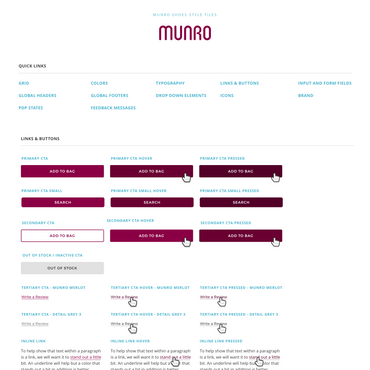 MUNRO SHOES STYLE TILES
MUNRO
QUICK LINKS
GRID COLORS TYPOGRAPHY LINKS & BUTTONS INPUT AND FORM FIELDS
GLOBAL HEADERS GLOBAL FOOTERS DROP DOWN ELEMENTS ICONS BRAND
POP STATES FEEDBACK MESSAGES
LINKS & BUTTONS
PRIMARY CTA PRIMARY CTA HOVER PRIMARY CTA PRESSED
ADD TO BAG ADD TO BAG ADD TO BAG
PRIMARY CTA SMALL PRIMARY CTA SMALL HOVER PRIMARY CTA SMALL PRESSED
SEARCH SEARCH SEARCH
SECONDARY CTA SECONDARY CTA HOVER SECONDARY CTA PRESSED
ADD TO BAG ADD TO BAG ADD TO BAG
OUT OF STOCK / INACTIVE CTA
OUT OF STOCK
TERTIARY CTA - MUNRO MERLOT TERTIARY CTA HOVER - MUNRO MERLOT TERTIARY CTA PRESSED - MUNRO MERLOT
Write a Review Write a Review Write a Review
TERTIARY CTA - DETAIL GREY 3 TERTIARY CTA HOVER - DETAIL GREY 3 TERTIARY CTA PRESSED - DETAIL GREY 3
Write a Review Write a Review Write a Review
INLINE LINK INLINE LINK HOVER INLINE LINK PRESSED
To help show that text within a paragraph To help show that text within a paragraph To help show that text within a paragraph
is a link, we will want it to stand out a little is a link, we will want it to stand out a little is a link, we will want it to stand out a little
bit. An underline will help but a color that bit. An underline will help but a color that bit. An underline will help but a color that